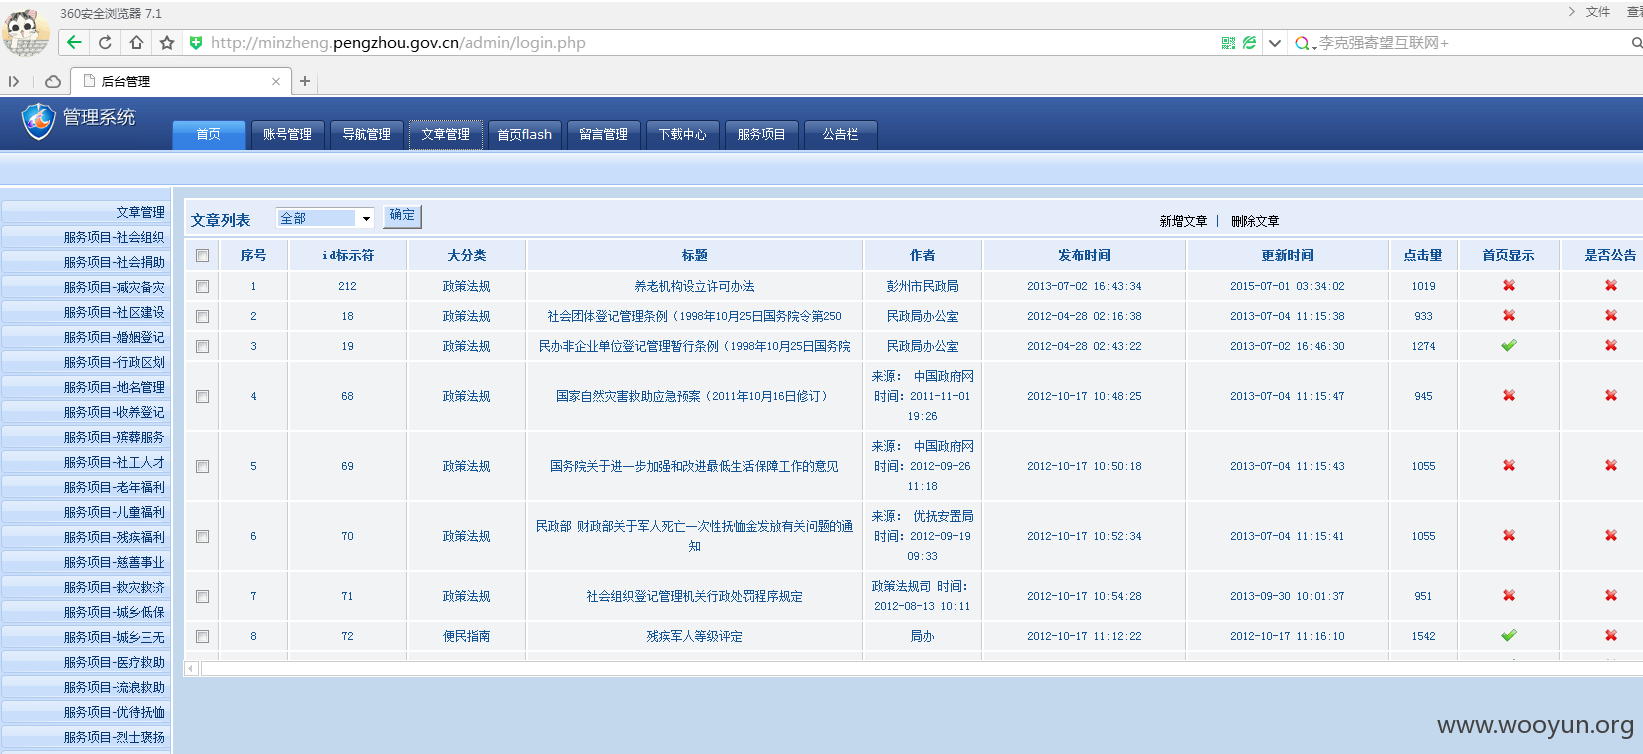 360安全浏览器 7.1
文件
http://minzheng.pengzhou.gov.cn/admin/login.php
李克强寄望互联网+
后台管理
管理系统
首页 账号管理 导航管理 文章管理 首页flash 留言管理 下载中心 服务项目 公告栏
文章管理
服务项目-社会组织
服务项目-社会捐助
服务项目-减灾备灾
服务项目-社区建设
服务项目-婚姻登记
服务项目-行政区划
服务项目-地名管理
服务项目-收养登记
服务项目-殡葬服务
服务项目-社工人才
服务项目-老年福利
服务项目-儿童福利
服务项目-残疾福利
服务项目-慈善事业
服务项目-救灾救济
服务项目-城乡低保
服务项目-城乡三无
服务项目-医疗救助
服务项目-流浪救助
服务项目-优待抚恤
服务项目-烈士褒扬
文章列表 全部 确定 新增文章 | 删除文章
序号 id标示符 大分类 标题 作者 发布时间 更新时间 点击量 首页显示 是否公告
1 212 政策法规 养老机构设立许可办法 彭州市民政局 2013-07-02 16:43:34 2015-07-01 03:34:02 1019
2 18 政策法规 社会团体登记管理条例（1998年10月25日国务院令第250 民政局办公室 2012-04-28 02:16:38 2013-07-04 11:15:38 933
3 19 政策法规 民办非企业单位登记管理暂行条例（1998年10月25日国务院 民政局办公室 2012-04-28 02:43:22 2013-07-02 16:46:30 1274
4 68 政策法规 国家自然灾害救助应急预案（2011年10月16日修订） 来源： 中国政府网
时间：2011-11-01
19:26 2012-10-17 10:48:25 2013-07-04 11:15:47 945
5 69 政策法规 国务院关于进一步加强和改进最低生活保障工作的意见 来源： 中国政府网
时间：2012-09-26
11:18 2012-10-17 10:50:18 2013-07-04 11:15:43 1055
6 70 政策法规 民政部 财政部关于军人死亡一次性抚恤金发放有关问题的通
知 来源： 优抚安置局
时间：2012-09-19
09:33 2012-10-17 10:52:34 2013-07-04 11:15:41 1055
7 71 政策法规 社会组织登记管理机关行政处罚程序规定 政策法规司 时间：
2012-08-13 10:11 2012-10-17 10:54:28 2013-09-30 10:01:37 951
8 72 便民指南 残疾军人等级评定 局办 2012-10-17 11:12:22 2012-10-17 11:16:10 1542
www.wooyun.org